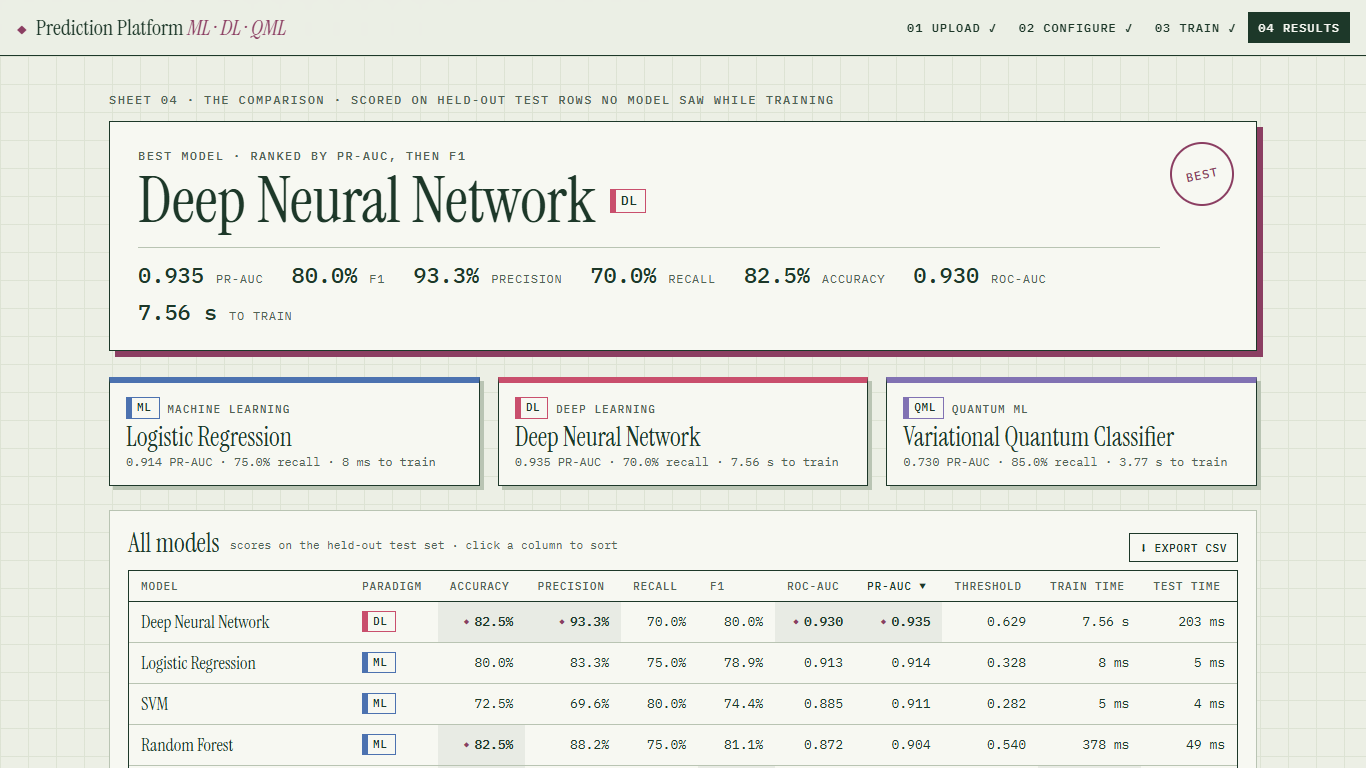 ◆ Prediction Platform ML · DL · QML
01 UPLOAD ✓ 02 CONFIGURE ✓ 03 TRAIN ✓ 04 RESULTS
SHEET 04 · THE COMPARISON · SCORED ON HELD-OUT TEST ROWS NO MODEL SAW WHILE TRAINING
BEST MODEL · RANKED BY PR-AUC, THEN F1
BEST
Deep Neural Network DL
0.935 PR-AUC 80.0% F1 93.3% PRECISION 70.0% RECALL 82.5% ACCURACY 0.930 ROC-AUC
7.56 s TO TRAIN
ML MACHINE LEARNING
Logistic Regression
0.914 PR-AUC · 75.0% recall · 8 ms to train
DL DEEP LEARNING
Deep Neural Network
0.935 PR-AUC · 70.0% recall · 7.56 s to train
QML QUANTUM ML
Variational Quantum Classifier
0.730 PR-AUC · 85.0% recall · 3.77 s to train
All models scores on the held-out test set · click a column to sort
⬇ EXPORT CSV
MODEL PARADIGM ACCURACY PRECISION RECALL F1 ROC-AUC PR-AUC ▼ THRESHOLD TRAIN TIME TEST TIME
Deep Neural Network DL ◆ 82.5% ◆ 93.3% 70.0% 80.0% ◆ 0.930 ◆ 0.935 0.629 7.56 s 203 ms
Logistic Regression ML 80.0% 83.3% 75.0% 78.9% 0.913 0.914 0.328 8 ms 5 ms
SVM ML 72.5% 69.6% 80.0% 74.4% 0.885 0.911 0.282 5 ms 4 ms
Random Forest ML ◆ 82.5% 88.2% 75.0% 81.1% 0.872 0.904 0.540 378 ms 49 ms